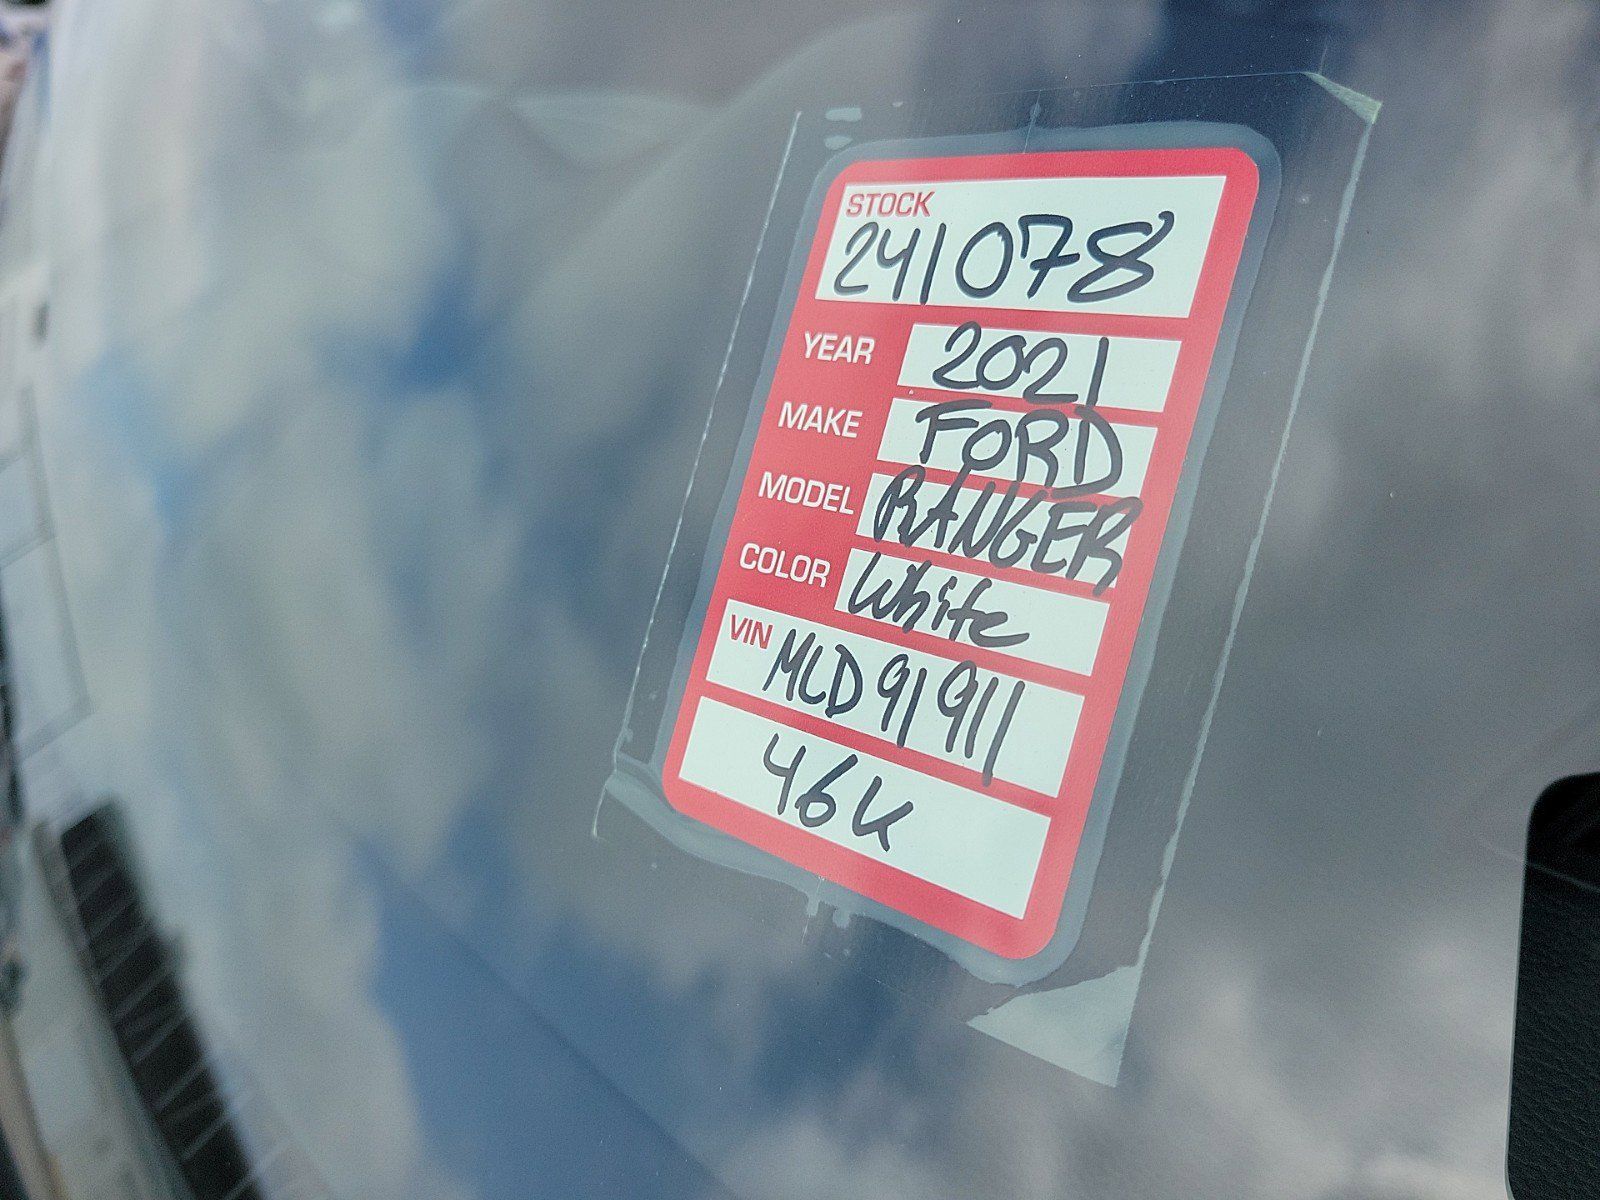 STOCK
241078
YEAR 2021
MAKE FORD
MODEL RANGER
COLOR White
VIN MLD91911
46K